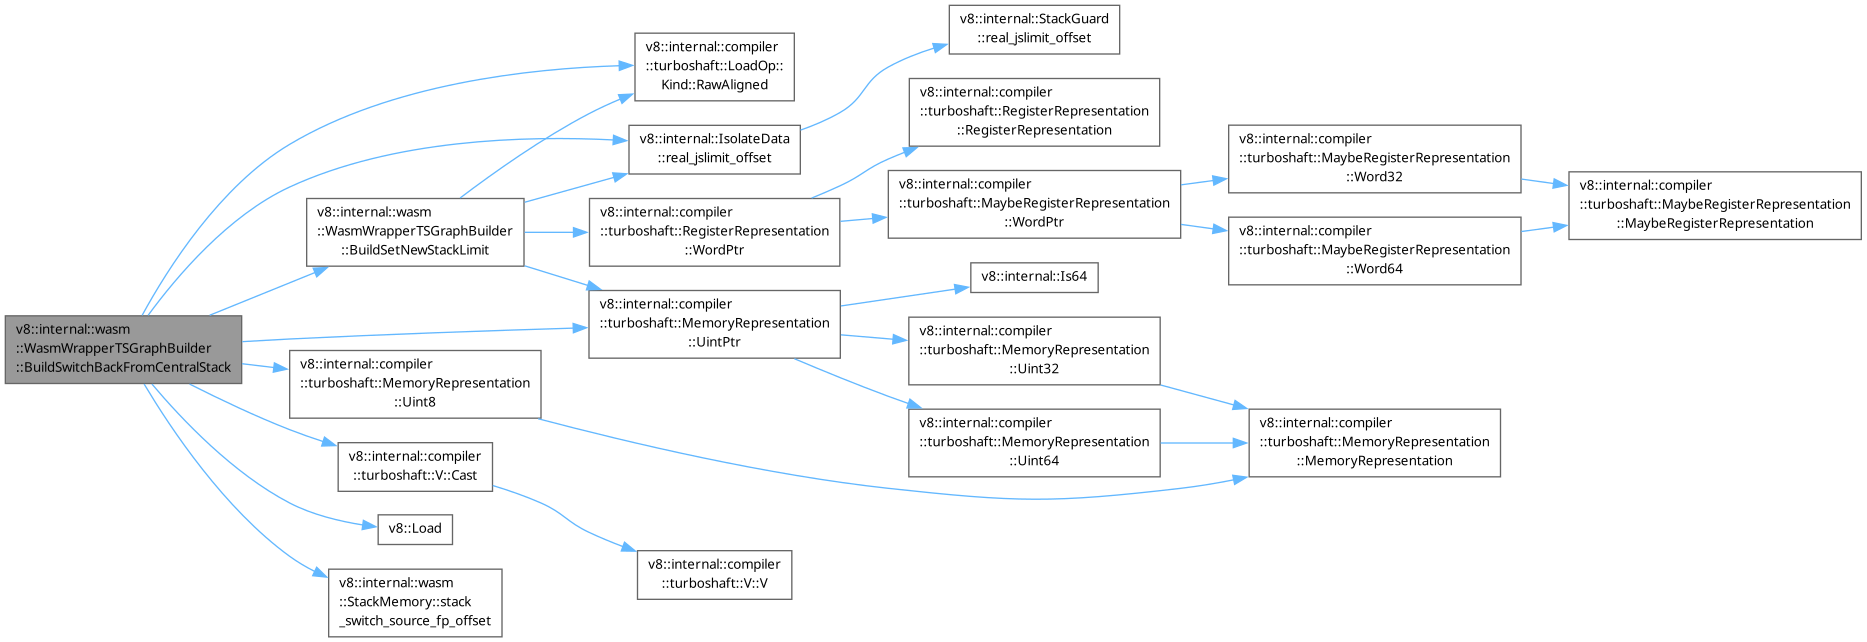 v8::internal::wasm
::WasmWrapperTSGraphBuilder
::BuildSwitchBackFromCentralStack
v8::internal::compiler
::turboshaft::LoadOp::
Kind::RawAligned
v8::internal::IsolateData
::real_jslimit_offset
v8::internal::StackGuard
::real_jslimit_offset
v8::internal::wasm
::WasmWrapperTSGraphBuilder
::BuildSetNewStackLimit
v8::internal::compiler
::turboshaft::RegisterRepresentation
::WordPtr
v8::internal::compiler
::turboshaft::RegisterRepresentation
::RegisterRepresentation
v8::internal::compiler
::turboshaft::MaybeRegisterRepresentation
::WordPtr
v8::internal::compiler
::turboshaft::MaybeRegisterRepresentation
::Word32
v8::internal::compiler
::turboshaft::MaybeRegisterRepresentation
::MaybeRegisterRepresentation
v8::internal::compiler
::turboshaft::MaybeRegisterRepresentation
::Word64
v8::internal::compiler
::turboshaft::MemoryRepresentation
::UintPtr
v8::internal::Is64
v8::internal::compiler
::turboshaft::MemoryRepresentation
::Uint32
v8::internal::compiler
::turboshaft::MemoryRepresentation
::Uint64
v8::internal::compiler
::turboshaft::MemoryRepresentation
::MemoryRepresentation
v8::internal::compiler
::turboshaft::MemoryRepresentation
::Uint8
v8::internal::compiler
::turboshaft::V::Cast
v8::internal::compiler
::turboshaft::V::V
v8::Load
v8::internal::wasm
::StackMemory::stack
_switch_source_fp_offset